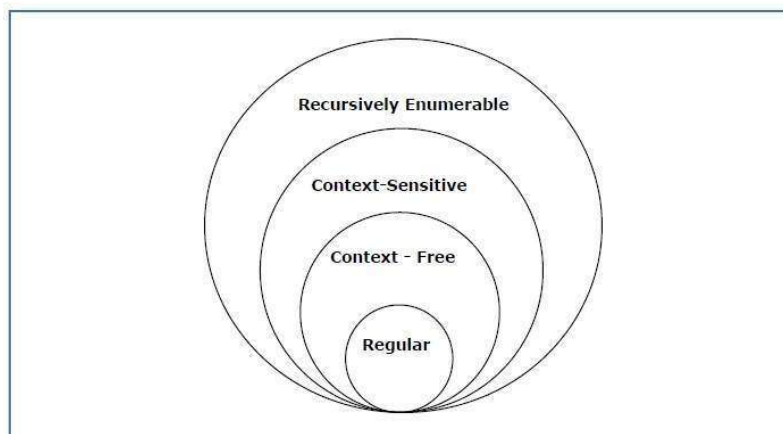 Recursively Enumerable
Context-Sensitive
Context - Free
Regular